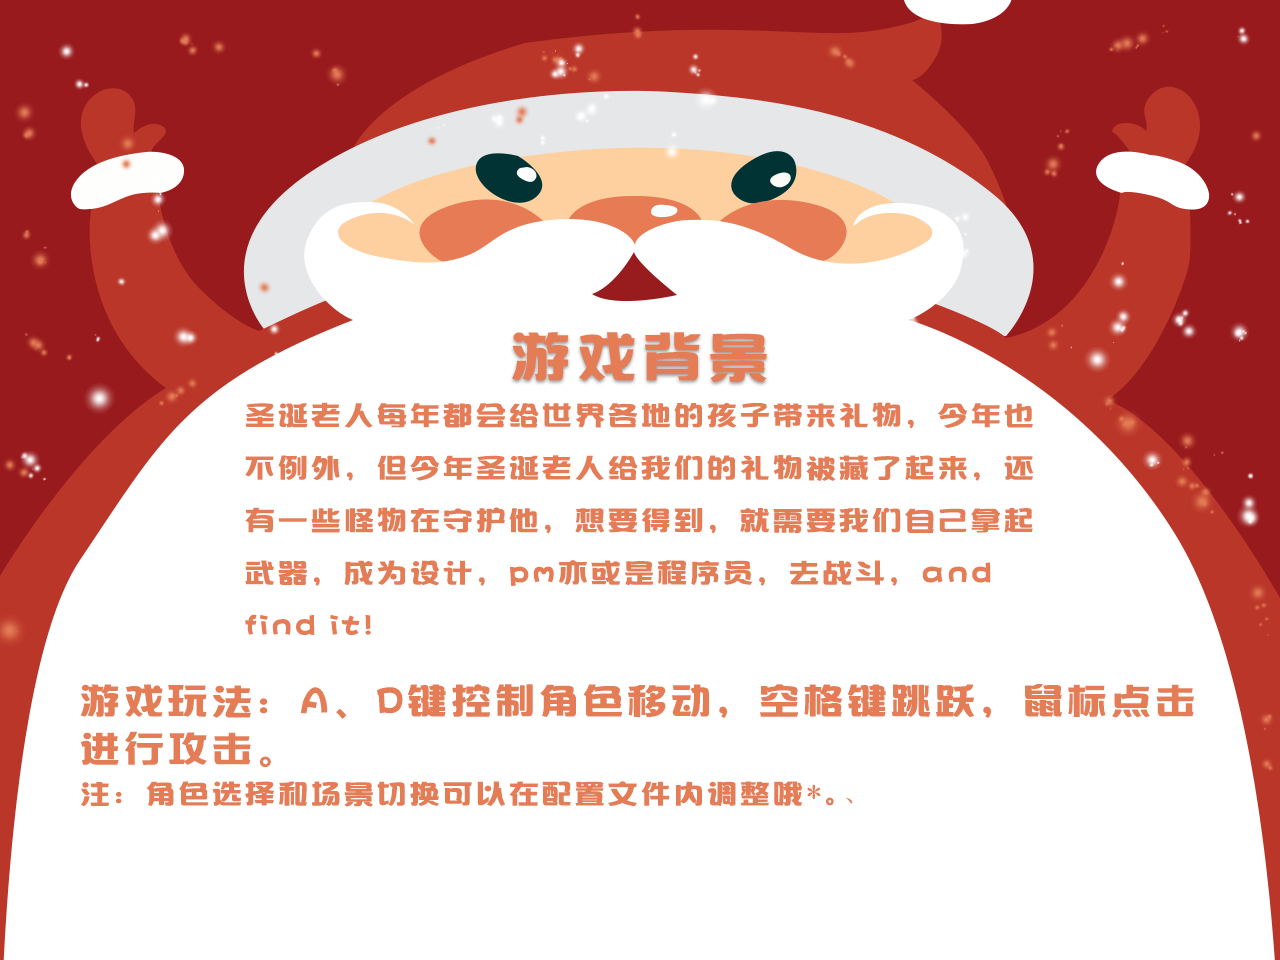 游戏背景
圣诞老人每年都会给世界各地的孩子带来礼物，今年也
不例外，但今年圣诞老人给我们的礼物被藏了起来，还
有一些怪物在守护他，想要得到，就需要我们自己拿起
武器，成为设计，pm亦或是程序员，去战斗，and
find it!
游戏玩法：A、D键控制角色移动，空格键跳跃，鼠标点击
进行攻击。
注：角色选择和场景切换可以在配置文件内调整哦*。、